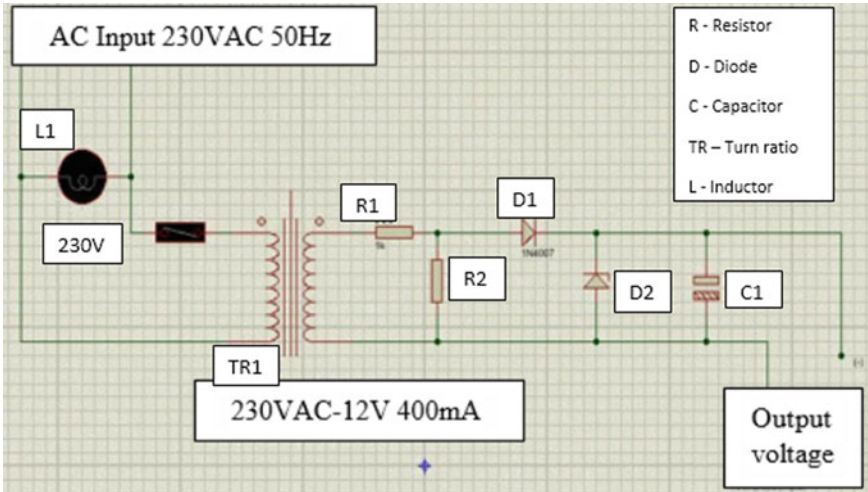 AC Input 230VAC 50Hz
R - Resistor
D - Diode
C - Capacitor
TR – Turn ratio
L - Inductor
L1
230V
R1
1k
D1
1N4007
R2
D2
C1
TR1
230VAC-12V 400mA
Output
voltage